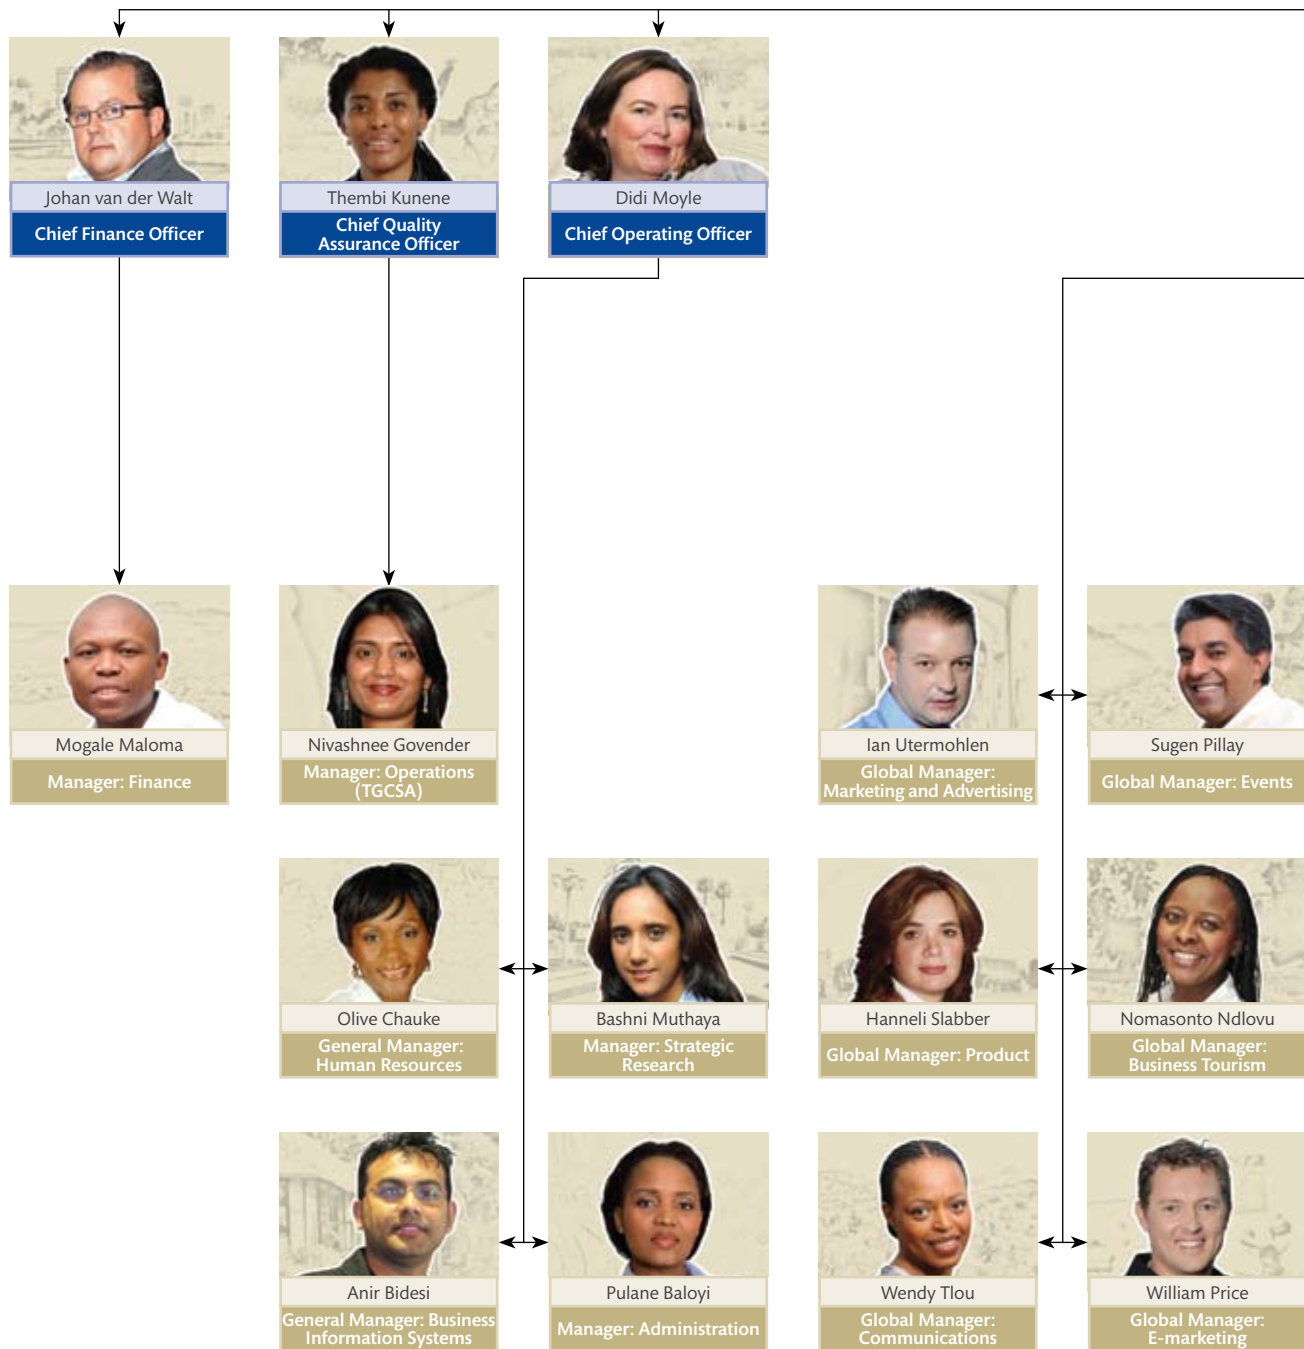 Johan van der Walt
Chief Finance Officer
Thembi Kunene
Chief Quality
Assurance Officer
Didi Moyle
Chief Operating Officer
Mogale Maloma
Manager: Finance
Nivashnee Govender
Manager: Operations
(TGCSA)
Ian Utermohlen
Global Manager:
Marketing and Advertising
Sugen Pillay
Global Manager: Events
Olive Chauke
General Manager:
Human Resources
Bashni Muthaya
Manager: Strategic
Research
Hanneli Slabber
Global Manager: Product
Nomasonto Ndlovu
Global Manager:
Business Tourism
Anir Bidesi
General Manager: Business
Information Systems
Pulane Baloyi
Manager: Administration
Wendy Tlou
Global Manager:
Communications
William Price
Global Manager:
E-marketing